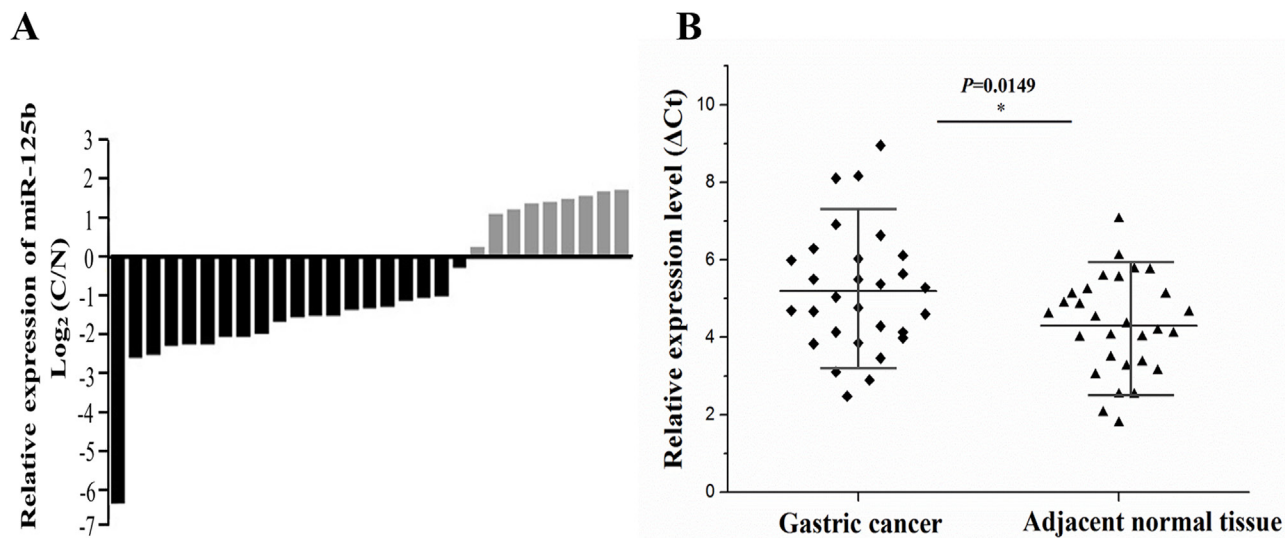 A
Relative expression of miR-125b
Log₂ (C/N)
3
2
1
0
-1
-2
-3
-4
-5
-6
-7
B
Relative expression level (ΔCt)
10
8
6
4
2
0
P=0.0149
*
Gastric cancer
Adjacent normal tissue